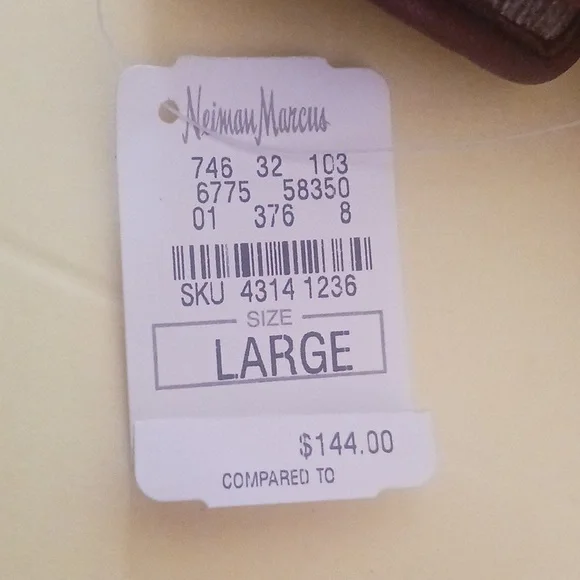 Neiman Marcus
746 32 103
6775 58350
01 376 8
SKU 4314 1236
SIZE
LARGE
$144.00
COMPARED TO